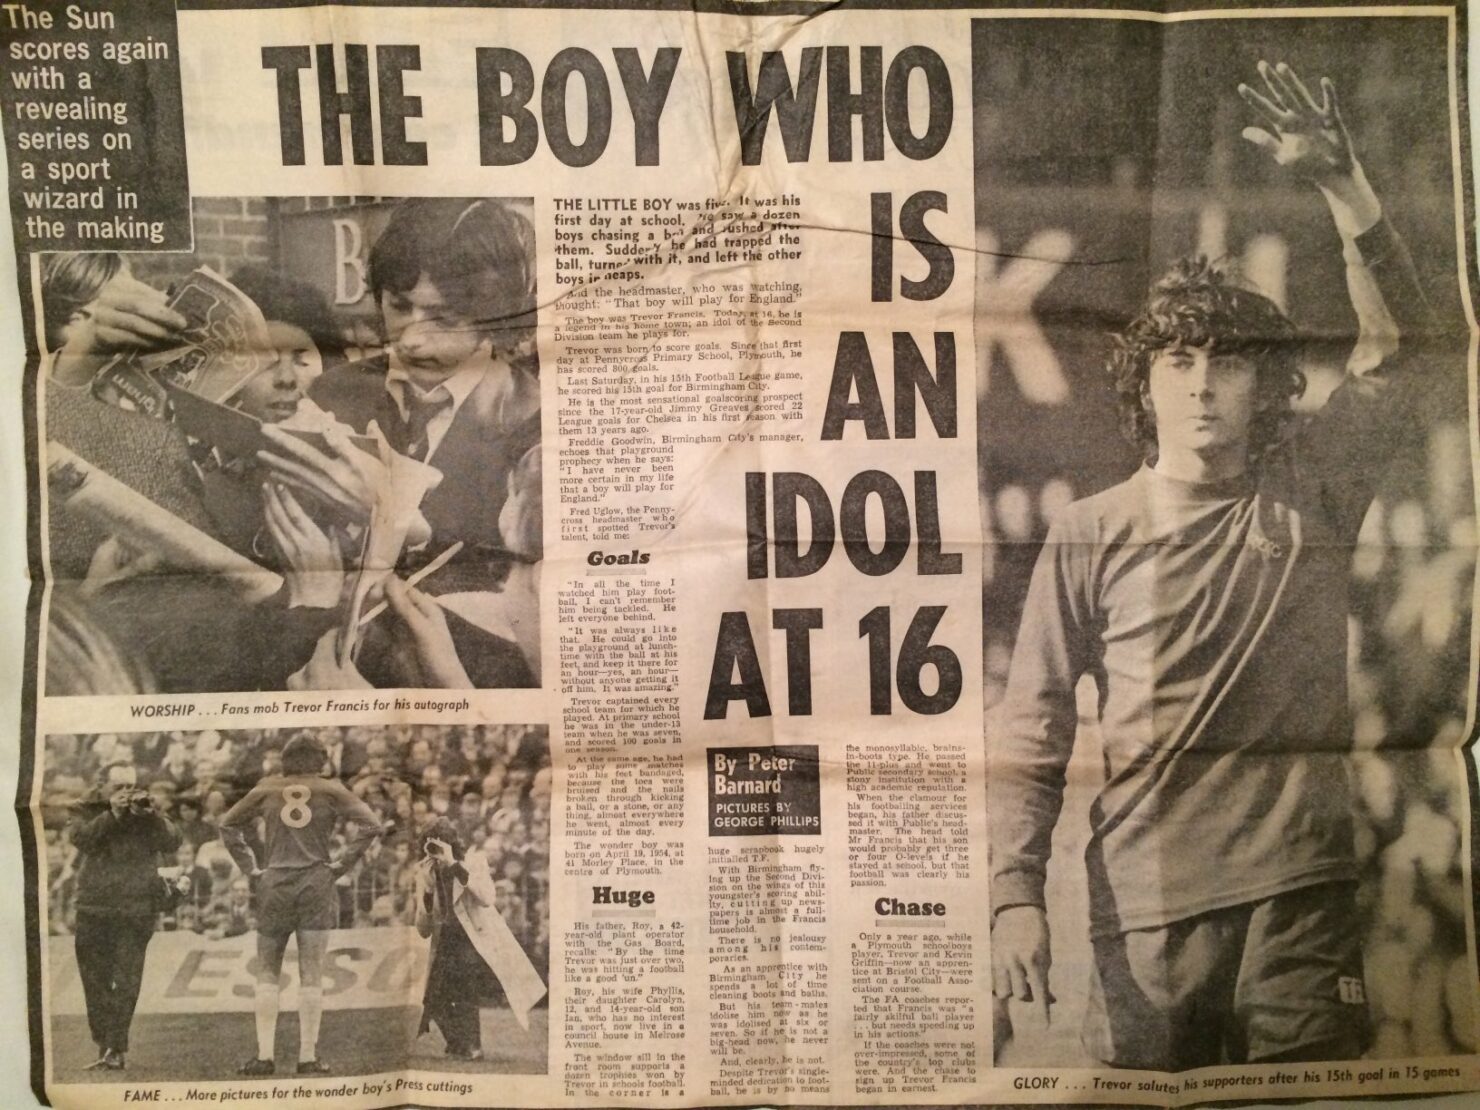 The Sun
scores again
with a
revealing
series on
a sport
wizard in
the making
THE BOY WHO
IS
AN
IDOL
AT 16
THE LITTLE BOY was five. It was his
first day at school. He saw a dozen
boys chasing a ball and rushed after
them. Suddenly he had trapped the
ball, turned with it, and left the other
boys in heaps.
And the headmaster, who was watching,
thought: "That boy will play for England."
The boy was Trevor Francis. Today, at 16, he is
a legend in his home town; an idol of the Second
Division team he plays for.
Trevor was born to score goals. Since that first
day at Pennycross Primary School, Plymouth, he
has scored 800 goals.
Last Saturday, in his 15th Football League game,
he scored his 15th goal for Birmingham City.
He is the most sensational goalscoring prospect
since the 17-year-old Jimmy Greaves scored 22
League goals for Chelsea in his first season with
them 13 years ago.
Freddie Goodwin, Birmingham City's manager,
echoes that playground
prophecy when he says:
"I have never been
more certain in my life
that a boy will play for
England."
Fred Uglow, the Penny-
cross headmaster who
first spotted Trevor's
talent, told me:
Goals
"In all the time I
watched him play foot-
ball, I can't remember
him being tackled. He
left everyone behind.
"It was always like
that. He could go into
the playground at lunch-
time with the ball at his
feet, and keep it there for
an hour—yes, an hour—
without anyone getting it
off him. It was amazing."
Trevor captained every
school team for which he
played. At primary school
he was in the under-13
team when he was seven,
and scored 100 goals in
one season.
At the same age, he had
to play some matches
with his feet bandaged,
because the toes were
bruised and the nails
broken through kicking
a ball, or a stone, or any
thing, almost everywhere
he went, almost every
minute of the day.
The wonder boy was
born on April 19, 1954, at
41 Morley Place, in the
centre of Plymouth.
Huge
His father, Roy, a 42-
year-old plant operator
with the Gas Board,
recalls: "By the time
Trevor was just over two,
he was hitting a football
like a good 'un."
Roy, his wife Phyllis,
their daughter Carolyn,
12, and 14-year-old son
Ian, who has no interest
in sport, now live in a
council house in Melrose
Avenue.
The window sill in the
front room supports a
dozen trophies won by
Trevor in schools football.
In the corner is a
By Peter
Barnard
PICTURES BY
GEORGE PHILLIPS
huge scrapbook hugely
initialled T.F.
With Birmingham fly-
ing up the Second Divi-
sion on the wings of this
youngster's scoring abil-
ity, cutting up news-
papers is almost a full-
time job in the Francis
household.
There is no jealousy
among his contem-
poraries.
As an apprentice with
Birmingham City he
spends a lot of time
cleaning boots and baths.
But his team-mates
idolise him now as he
was idolised at six or
seven. So if he is not a
big-head now, he never
will be.
And, clearly, he is not.
Despite Trevor's single-
minded dedication to foot-
ball, he is by no means
the monosyllable, brains-
in-boots type. He passed
the 11-plus and went to
Public secondary school, a
stony institution with a
high academic reputation.
When the clamour for
his footballing services
began, his father discus-
sed it with Public's head-
master. The head told
Mr Francis that his son
would probably get three
or four O-levels if he
stayed at school, but that
football was clearly his
passion.
Chase
Only a year ago, while
a Plymouth schoolboys
player, Trevor and Kevin
Griffin—now an appren-
tice at Bristol City—were
sent on a Football Asso-
ciation course.
The FA coaches repor-
ted that Francis was "a
fairly skilful ball player
. . . but needs speeding up
in his actions."
If the coaches were not
over-impressed, some of
the country's top clubs
were. And the chase to
sign up Trevor Francis
began in earnest.
B
WORSHIP . . . Fans mob Trevor Francis for his autograph
8
FAME . . . More pictures for the wonder boy's Press cuttings
TF
GLORY . . . Trevor salutes his supporters after his 15th goal in 15 games